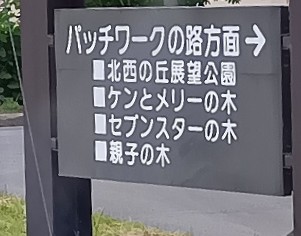 パッチワークの路方面→
■北西の丘展望公園
■ケンとメリーの木
■セブンスターの木
■親子の木